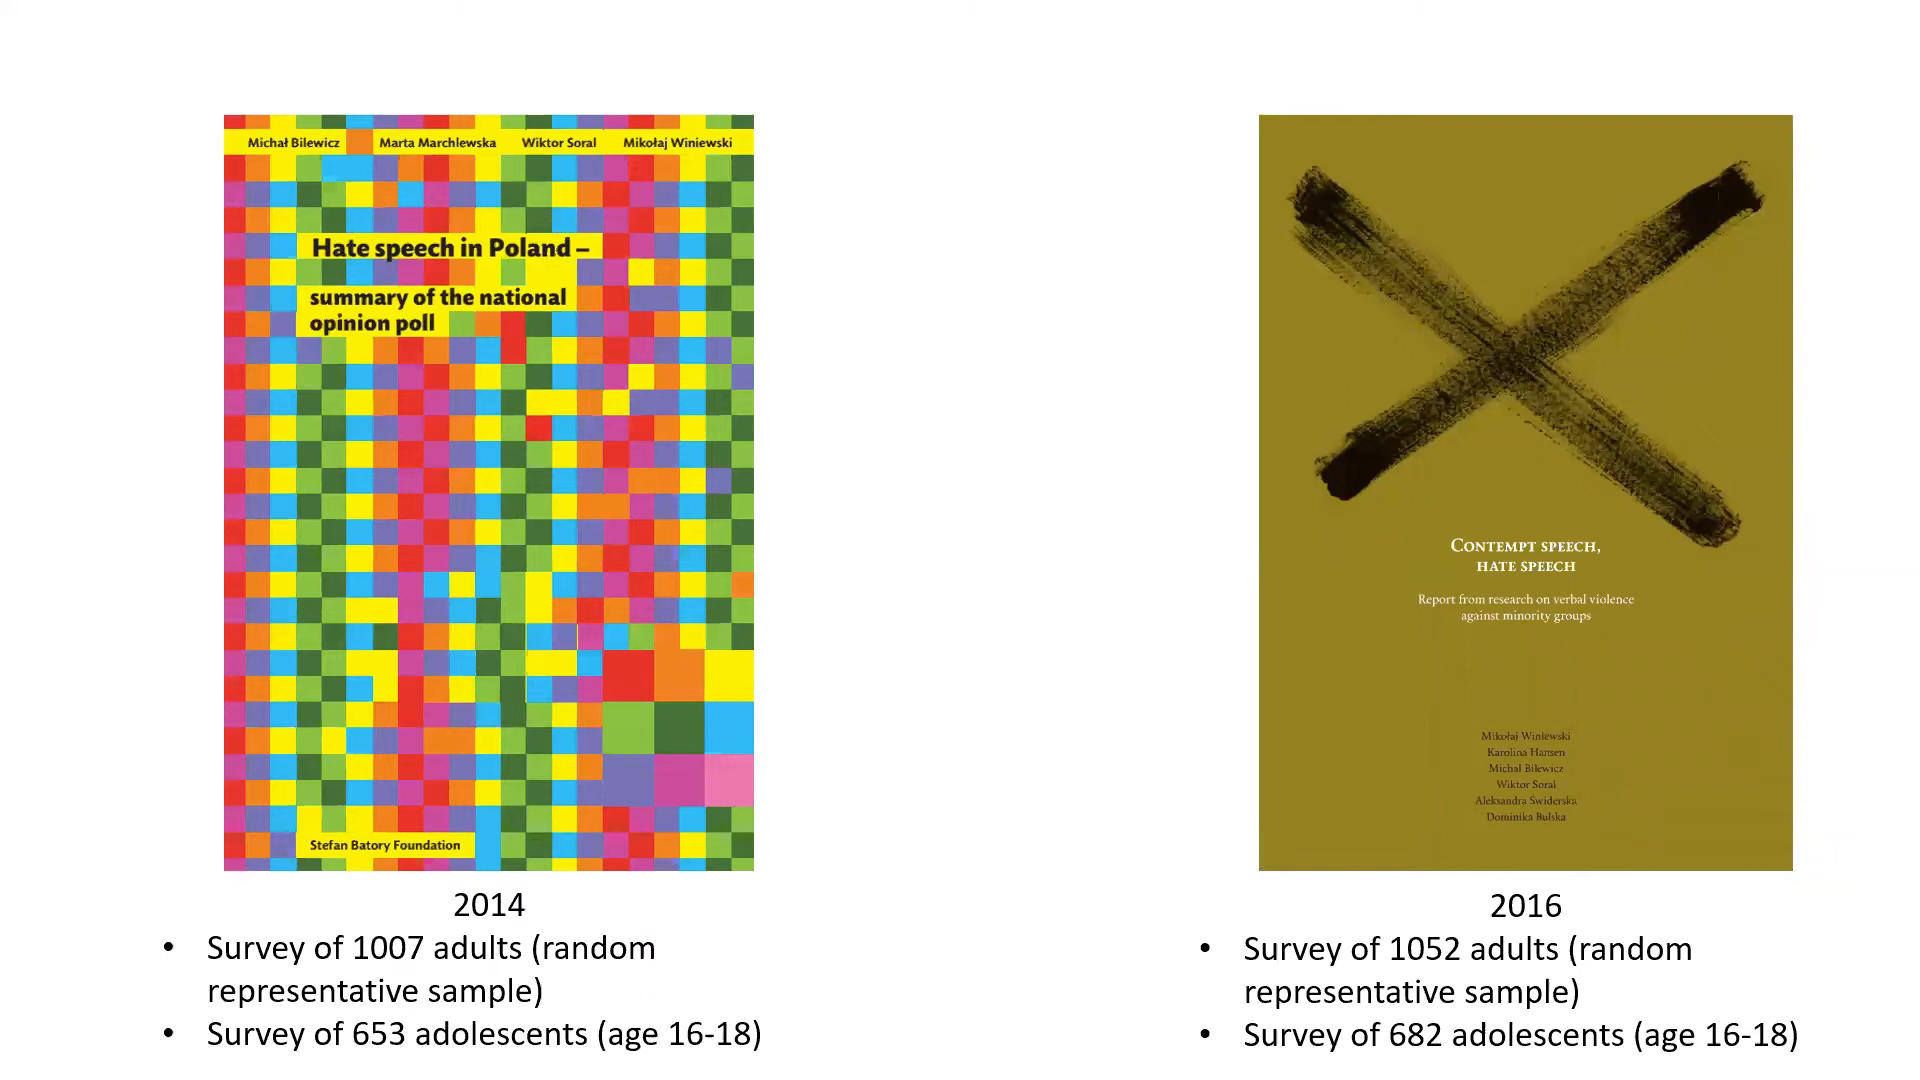 Michał Bilewicz Marta Marchlewska Wiktor Soral Mikołaj Winiewski
Hate speech in Poland –
summary of the national
opinion poll
Stefan Batory Foundation
2014
• Survey of 1007 adults (random
representative sample)
• Survey of 653 adolescents (age 16-18)
Contempt speech,
hate speech
Report from research on verbal violence
against minority groups
Mikołaj Winiewski
Karolina Hansen
Michał Bilewicz
Wiktor Soral
Aleksandra Świderska
Dominika Bulska
2016
• Survey of 1052 adults (random
representative sample)
• Survey of 682 adolescents (age 16-18)